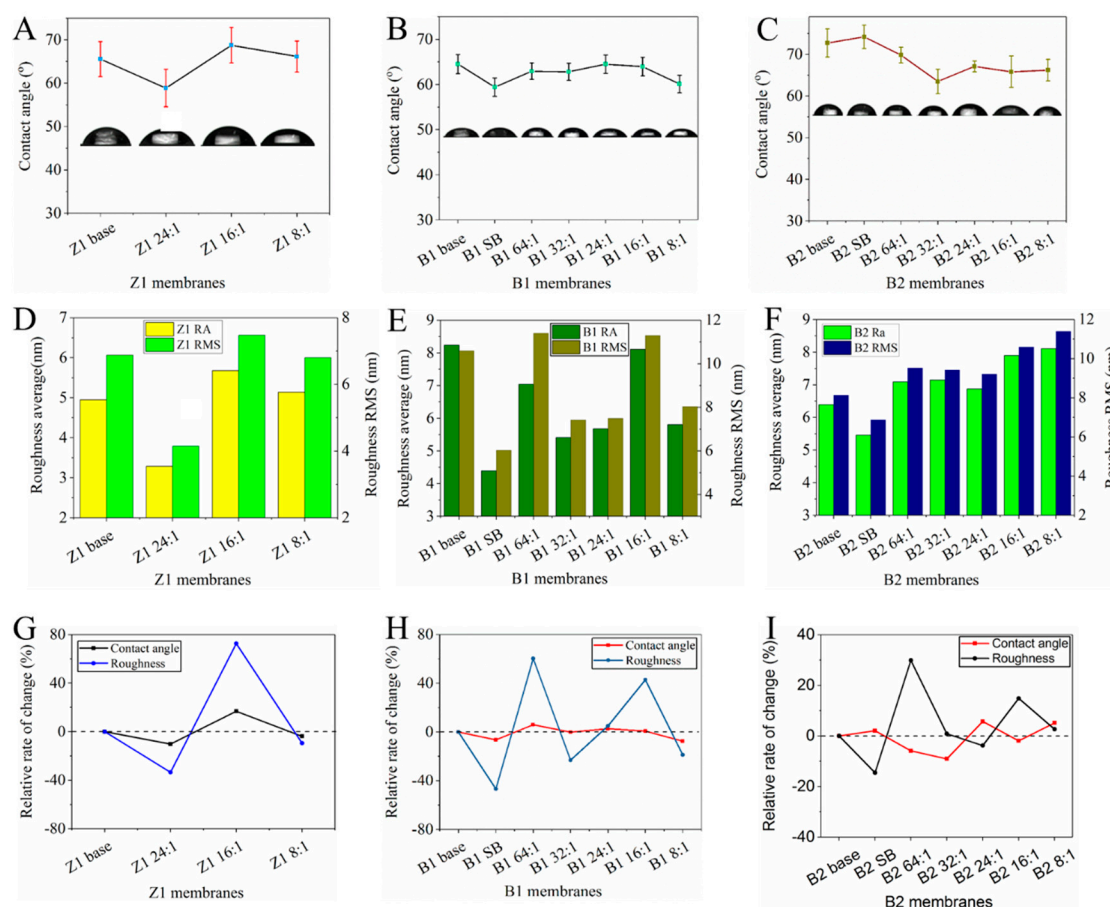 A
Contact angle (°)
70
60
50
40
30
Z1 base
Z1 24:1
Z1 16:1
Z1 8:1
Z1 membranes
B
Contact angle (°)
70
60
50
40
30
B1 base
B1 SB
B1 64:1
B1 32:1
B1 24:1
B1 16:1
B1 8:1
B1 membranes
C
Contact angle (°)
70
60
50
40
30
B2 base
B2 SB
B2 64:1
B2 32:1
B2 24:1
B2 16:1
B2 8:1
B2 membranes
D
Z1 RA
Z1 RMS
Roughness average(nm)
7
6
5
4
3
2
Roughness RMS (nm)
8
6
4
2
Z1 base
Z1 24:1
Z1 16:1
Z1 8:1
Z1 membranes
E
B1 RA
B1 RMS
Roughness average (nm)
9
8
7
6
5
4
3
Roughness RMS (nm)
12
10
8
6
4
B1 base
B1 SB
B1 64:1
B1 32:1
B1 24:1
B1 16:1
B1 8:1
B1 membranes
F
B2 Ra
B2 RMS
Roughness average (nm)
9
8
7
6
5
4
3
Roughness RMS (nm)
12
10
8
6
4
2
B2 base
B2 SB
B2 64:1
B2 32:1
B2 24:1
B2 16:1
B2 8:1
B2 membranes
G
Contact angle
Roughness
Relative rate of change (%)
80
40
0
-40
-80
Z1 base
Z1 24:1
Z1 16:1
Z1 8:1
Z1 membranes
H
Contact angle
Roughness
Relative rate of change (%)
80
40
0
-40
-80
B1 base
B1 SB
B1 64:1
B1 32:1
B1 24:1
B1 16:1
B1 8:1
B1 membranes
I
Contact angle
Roughness
Relative rate of change (%)
40
20
0
-20
-40
B2 base
B2 SB
B2 64:1
B2 32:1
B2 24:1
B2 16:1
B2 8:1
B2 membranes